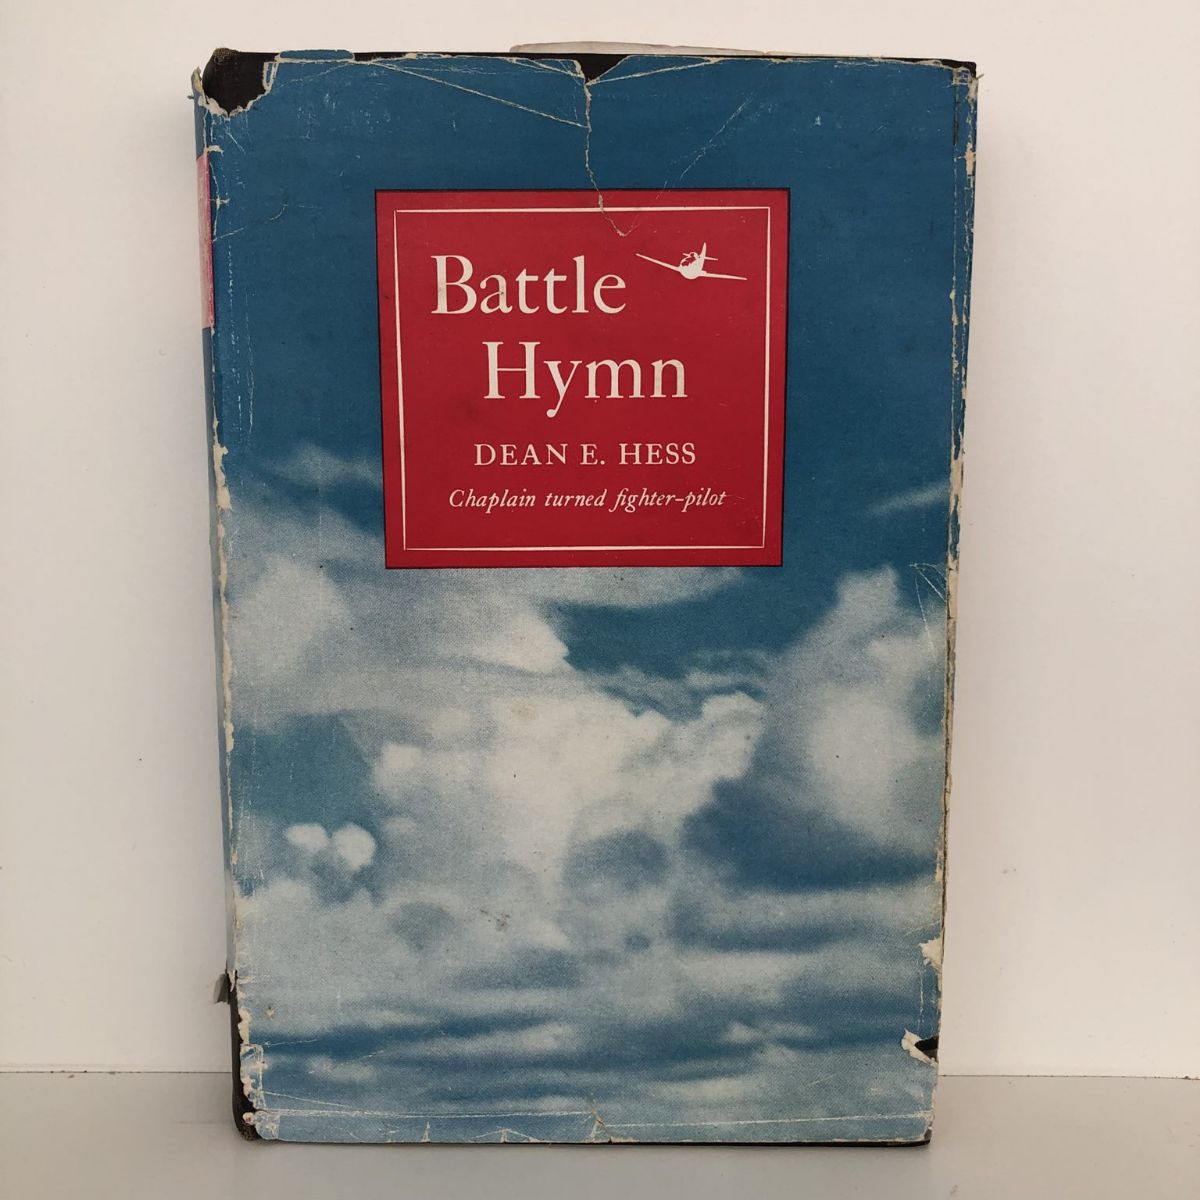 Battle
Hymn
DEAN E. HESS
Chaplain turned fighter-pilot